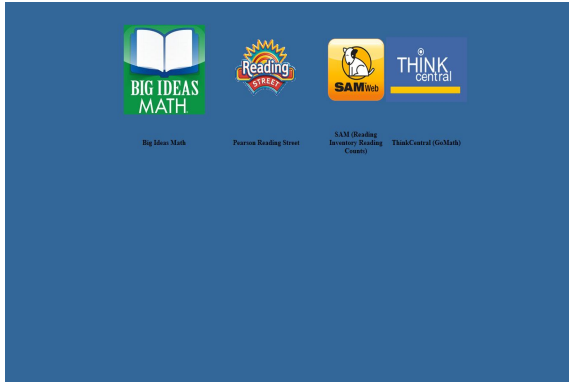 BIG IDEAS
MATH
Reading
STREET
SAM Web
THINK
central
Big Ideas Math
Pearson Reading Street
SAM (Reading
Inventory Reading
Counts)
ThinkCentral (GoMath)